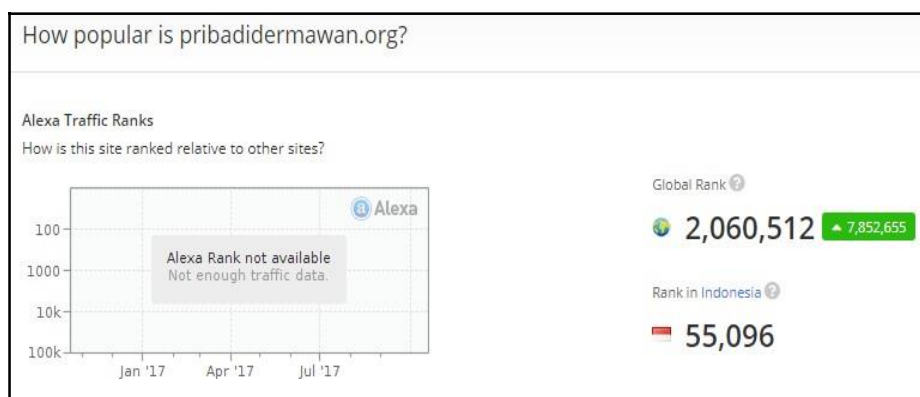 How popular is pribadidermawan.org?
Alexa Traffic Ranks
How is this site ranked relative to other sites?
a Alexa
100
1000
10k
100k
Alexa Rank not available
Not enough traffic data.
Jan '17 Apr '17 Jul '17
Global Rank ?
2,060,512 7,852,655
Rank in Indonesia ?
55,096